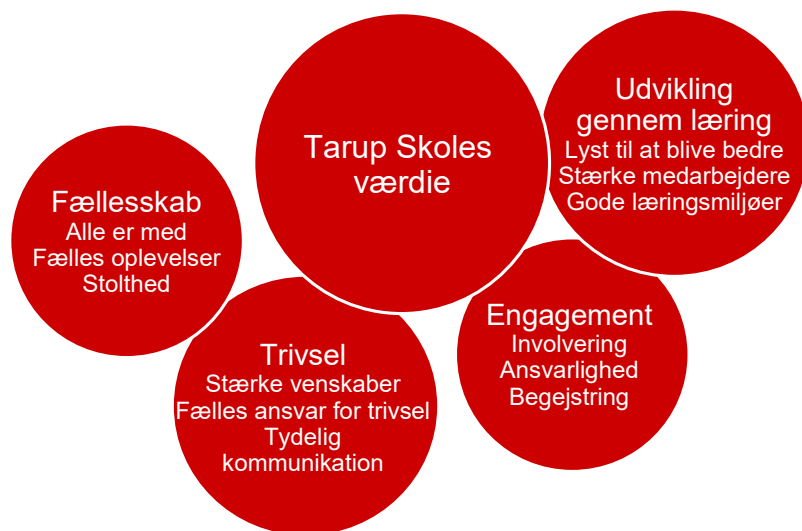 Tarup Skoles
værdie
Udvikling
gennem læring
Lyst til at blive bedre
Stærke medarbejdere
Gode læringsmiljøer
Fællesskab
Alle er med
Fælles oplevelser
Stolthed
Engagement
Involvering
Ansvarlighed
Begejstring
Trivsel
Stærke venskaber
Fælles ansvar for trivsel
Tydelig
kommunikation